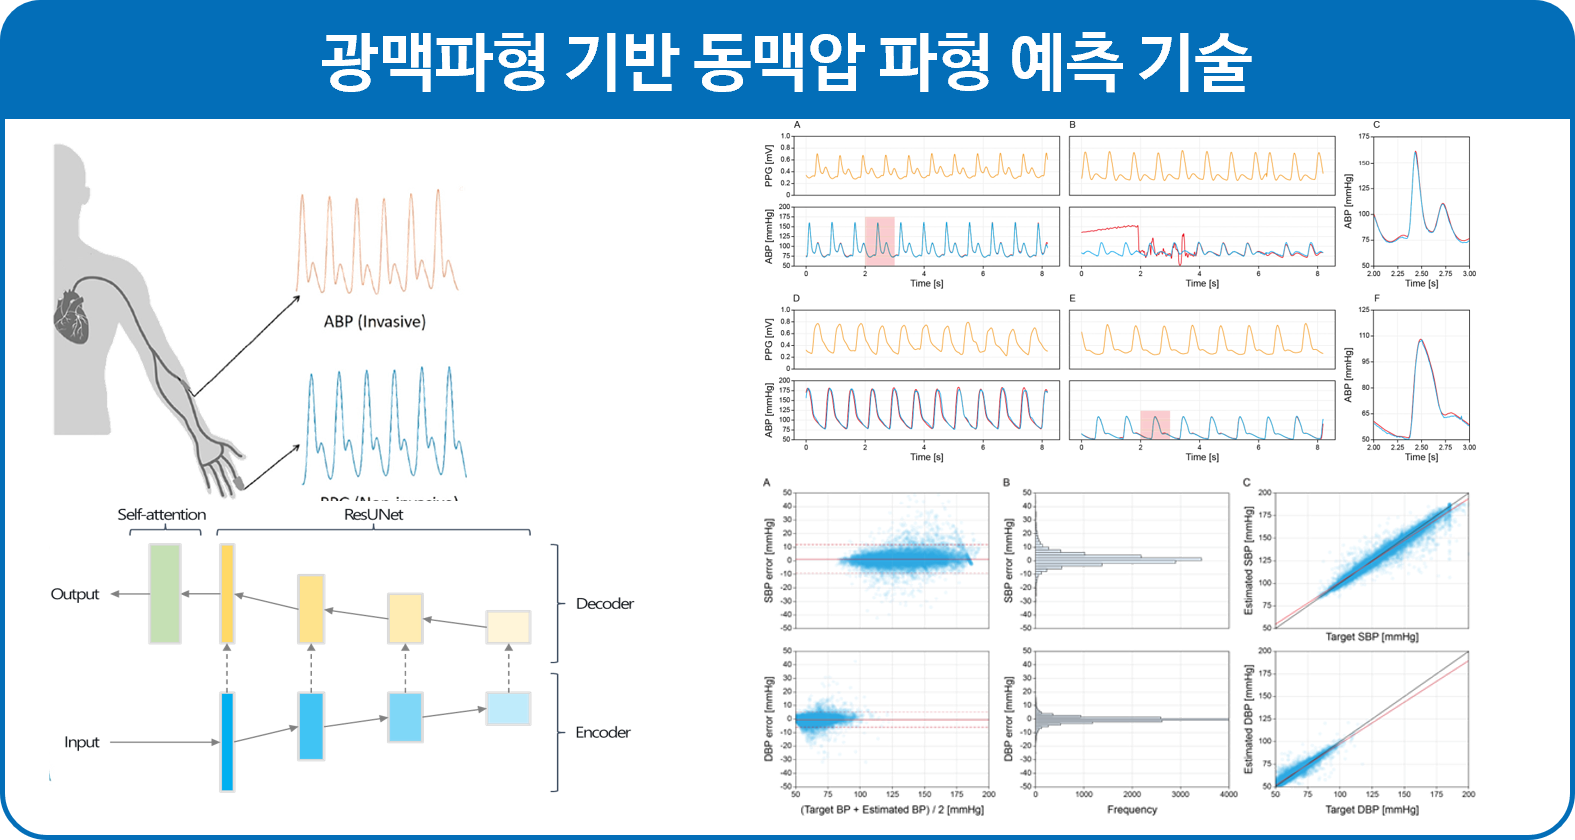 광맥파형 기반 동맥압 파형 예측 기술
ABP (Invasive)
PPG (Non-invasive)
Self-attention
ResUNet
Output
Decoder
Input
Encoder
A
PPG [mV]
1.0
0.8
0.6
0.4
0.2
0
ABP [mmHg]
200
175
150
125
100
75
50
0 2 4 6 8
Time [s]
B
0 2 4 6 8
Time [s]
C
ABP [mmHg]
175
150
125
100
75
50
2.00 2.25 2.50 2.75 3.00
Time [s]
D
PPG [mV]
1.0
0.8
0.6
0.4
0.2
0
ABP [mmHg]
200
175
150
125
100
75
50
0 2 4 6 8
Time [s]
E
0 2 4 6 8
Time [s]
F
ABP [mmHg]
125
110
95
80
65
50
2.00 2.25 2.50 2.75 3.00
Time [s]
A
SBP error [mmHg]
50
40
30
20
10
0
-10
-20
-30
-40
-50
B
SBP error [mmHg]
50
40
30
20
10
0
-10
-20
-30
-40
-50
C
Estimated SBP [mmHg]
200
175
150
125
100
75
50
Target SBP [mmHg]
DBP error [mmHg]
50
40
30
20
10
0
-10
-20
-30
-40
-50
50 75 100 125 150 175 200
(Target BP + Estimated BP) / 2 [mmHg]
DBP error [mmHg]
50
40
30
20
10
0
-10
-20
-30
-40
-50
0 1000 2000 3000 4000
Frequency
Estimated DBP [mmHg]
200
175
150
125
100
75
50
50 75 100 125 150 175 200
Target DBP [mmHg]